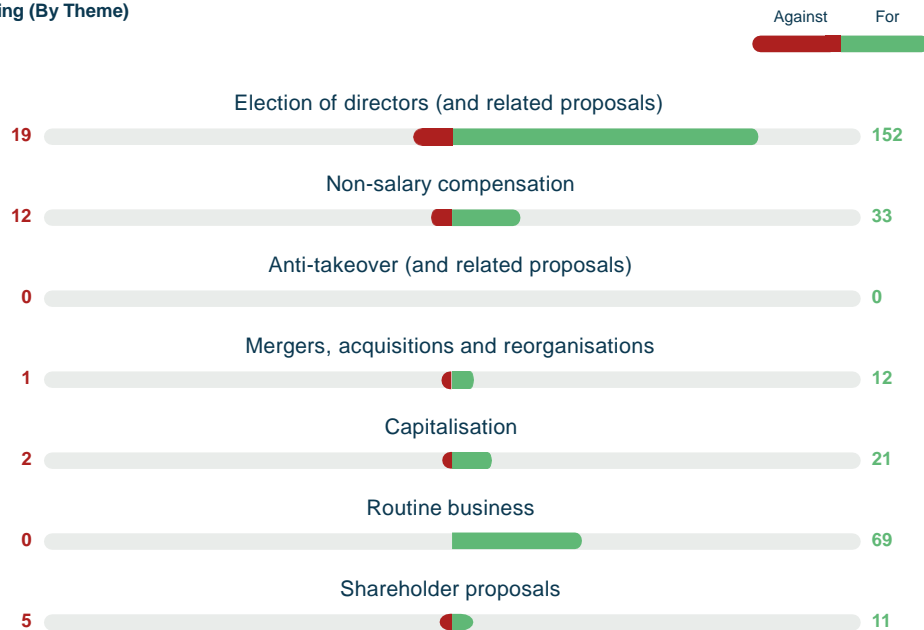 (By Theme)
Against For
Election of directors (and related proposals)
19 152
Non-salary compensation
12 33
Anti-takeover (and related proposals)
0 0
Mergers, acquisitions and reorganisations
1 12
Capitalisation
2 21
Routine business
0 69
Shareholder proposals
5 11